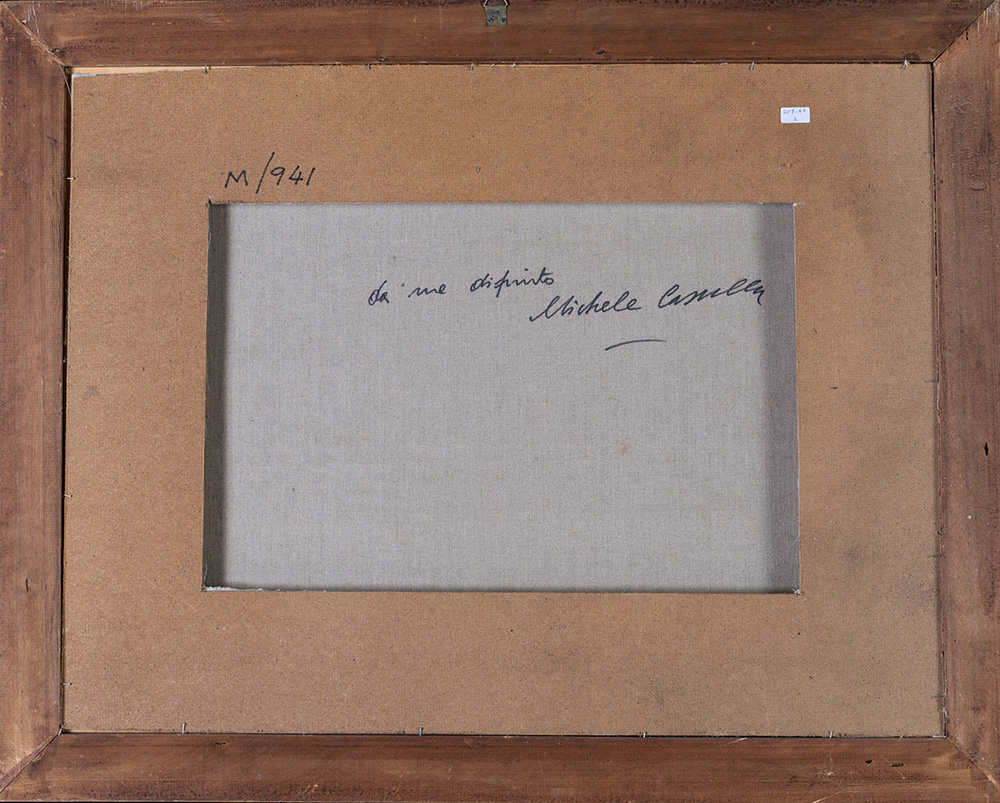 M/941
da me dipinto
Michele Cascella